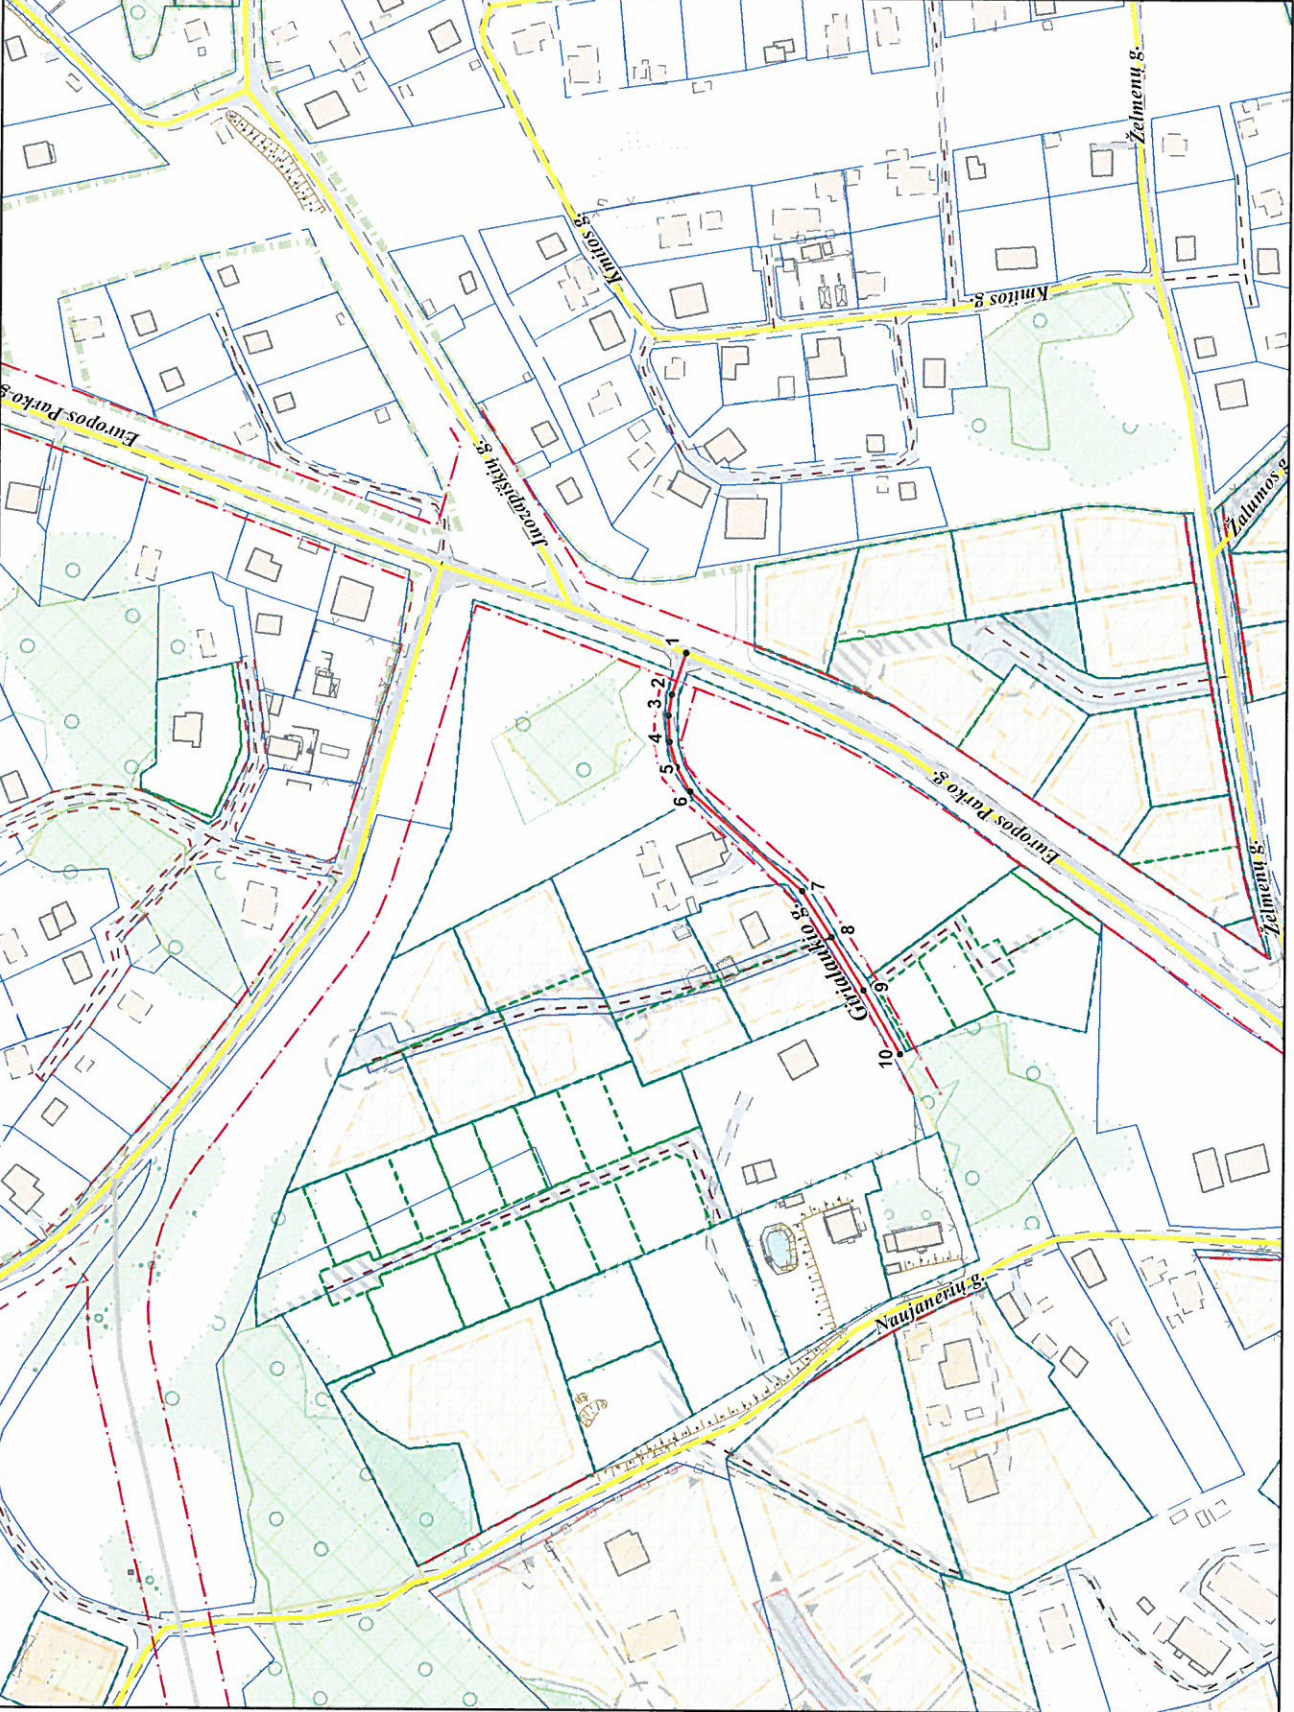 Europos Parko g.
Juozapiškių g.
Kmitos g.
Kmitos g.
Želmenų g.
Žalumos g.
Želmenų g.
Europos Parko g.
Girialaukio g.
Naujanerių g.
1
2
3
4
5
6
7
8
9
10